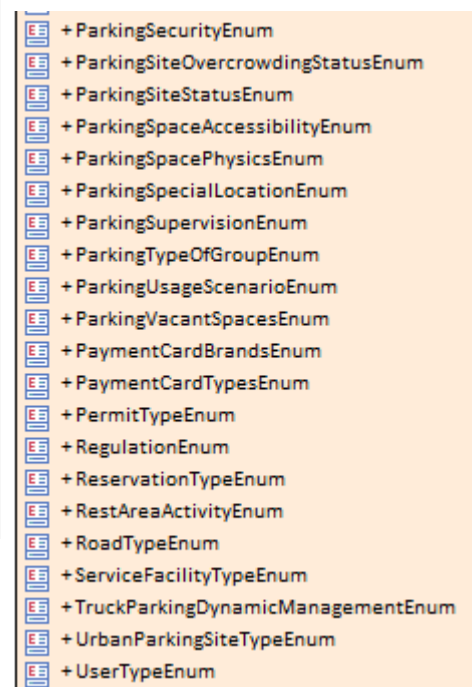 +ParkingSecurityEnum
+ParkingSiteOvercrowdingStatusEnum
+ParkingSiteStatusEnum
+ParkingSpaceAccessibilityEnum
+ParkingSpacePhysicsEnum
+ParkingSpecialLocationEnum
+ParkingSupervisionEnum
+ParkingTypeOfGroupEnum
+ParkingUsageScenarioEnum
+ParkingVacantSpacesEnum
+PaymentCardBrandsEnum
+PaymentCardTypesEnum
+PermitTypeEnum
+RegulationEnum
+ReservationTypeEnum
+RestAreaActivityEnum
+RoadTypeEnum
+ServiceFacilityTypeEnum
+TruckParkingDynamicManagementEnum
+UrbanParkingSiteTypeEnum
+UserTypeEnum